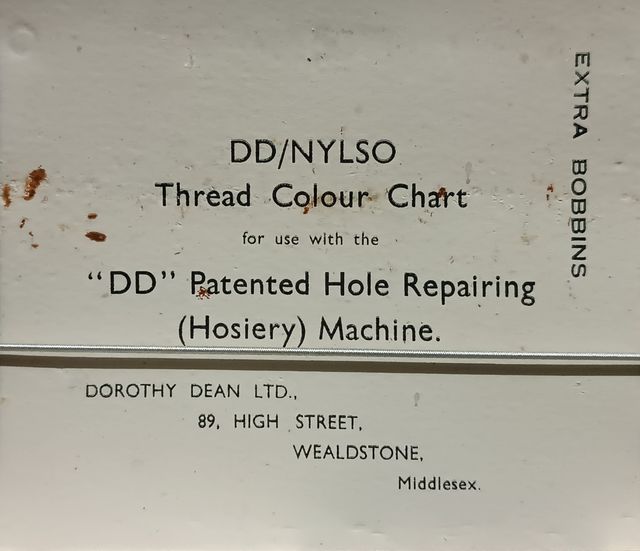 DD/NYLSO
Thread Colour Chart
for use with the
“DD” Patented Hole Repairing
(Hosiery) Machine.
EXTRA BOBBINS
DOROTHY DEAN LTD.,
89, HIGH STREET,
WEALDSTONE,
Middlesex.